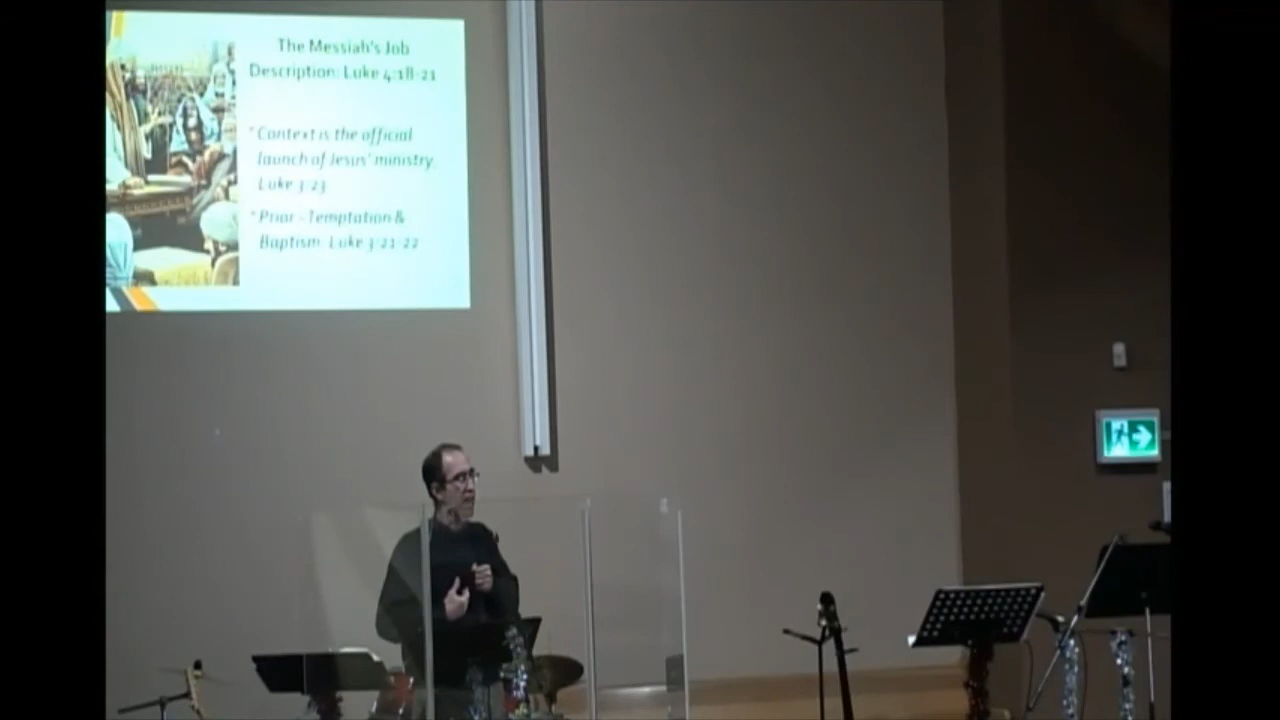 The Messiah's Job
Description: Luke 4:18-21
* Context is the official
launch of Jesus' ministry.
Luke 3:23
* Prior - Temptation &
Baptism: Luke 3:21-22